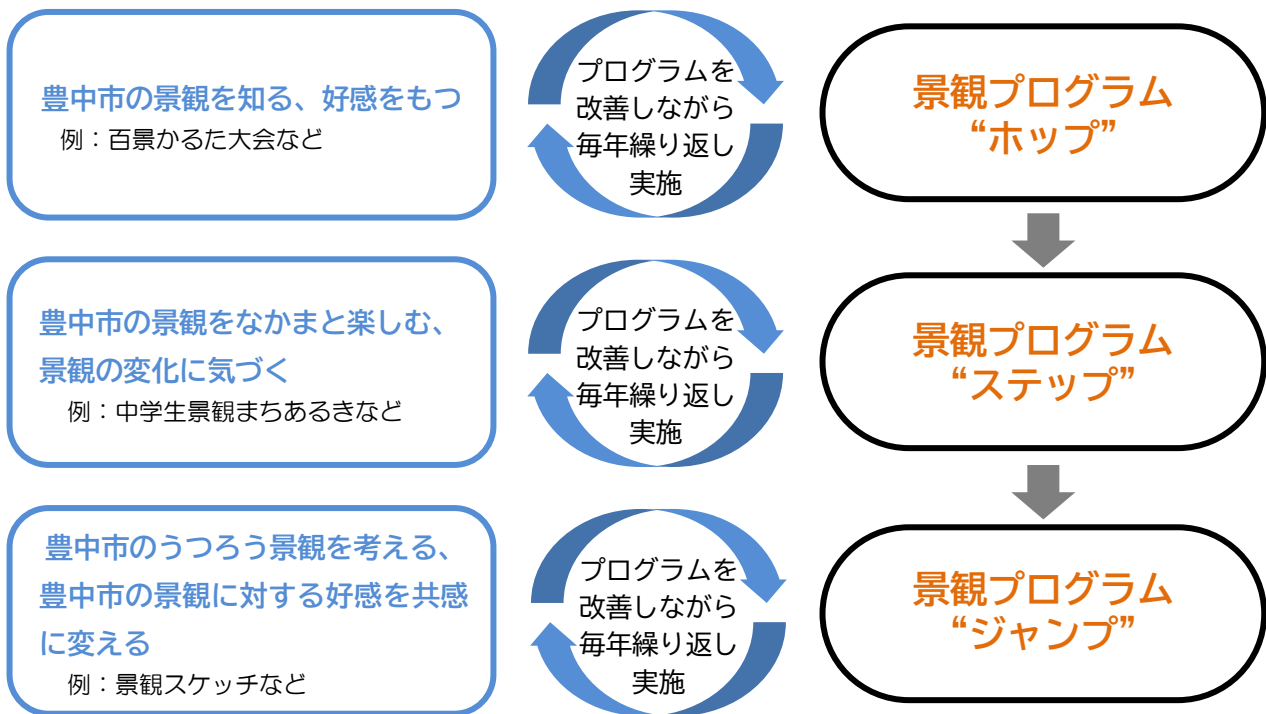 豊中市の景観を知る、好感をもつ
例：百景かるた大会など
プログラムを
改善しながら
毎年繰り返し
実施
景観プログラム
“ホップ”
豊中市の景観をなかまと楽しむ、
景観の変化に気づく
例：中学生景観まちあるきなど
プログラムを
改善しながら
毎年繰り返し
実施
景観プログラム
“ステップ”
豊中市のうつろう景観を考える、
豊中市の景観に対する好感を共感
に変える
例：景観スケッチなど
プログラムを
改善しながら
毎年繰り返し
実施
景観プログラム
“ジャンプ”